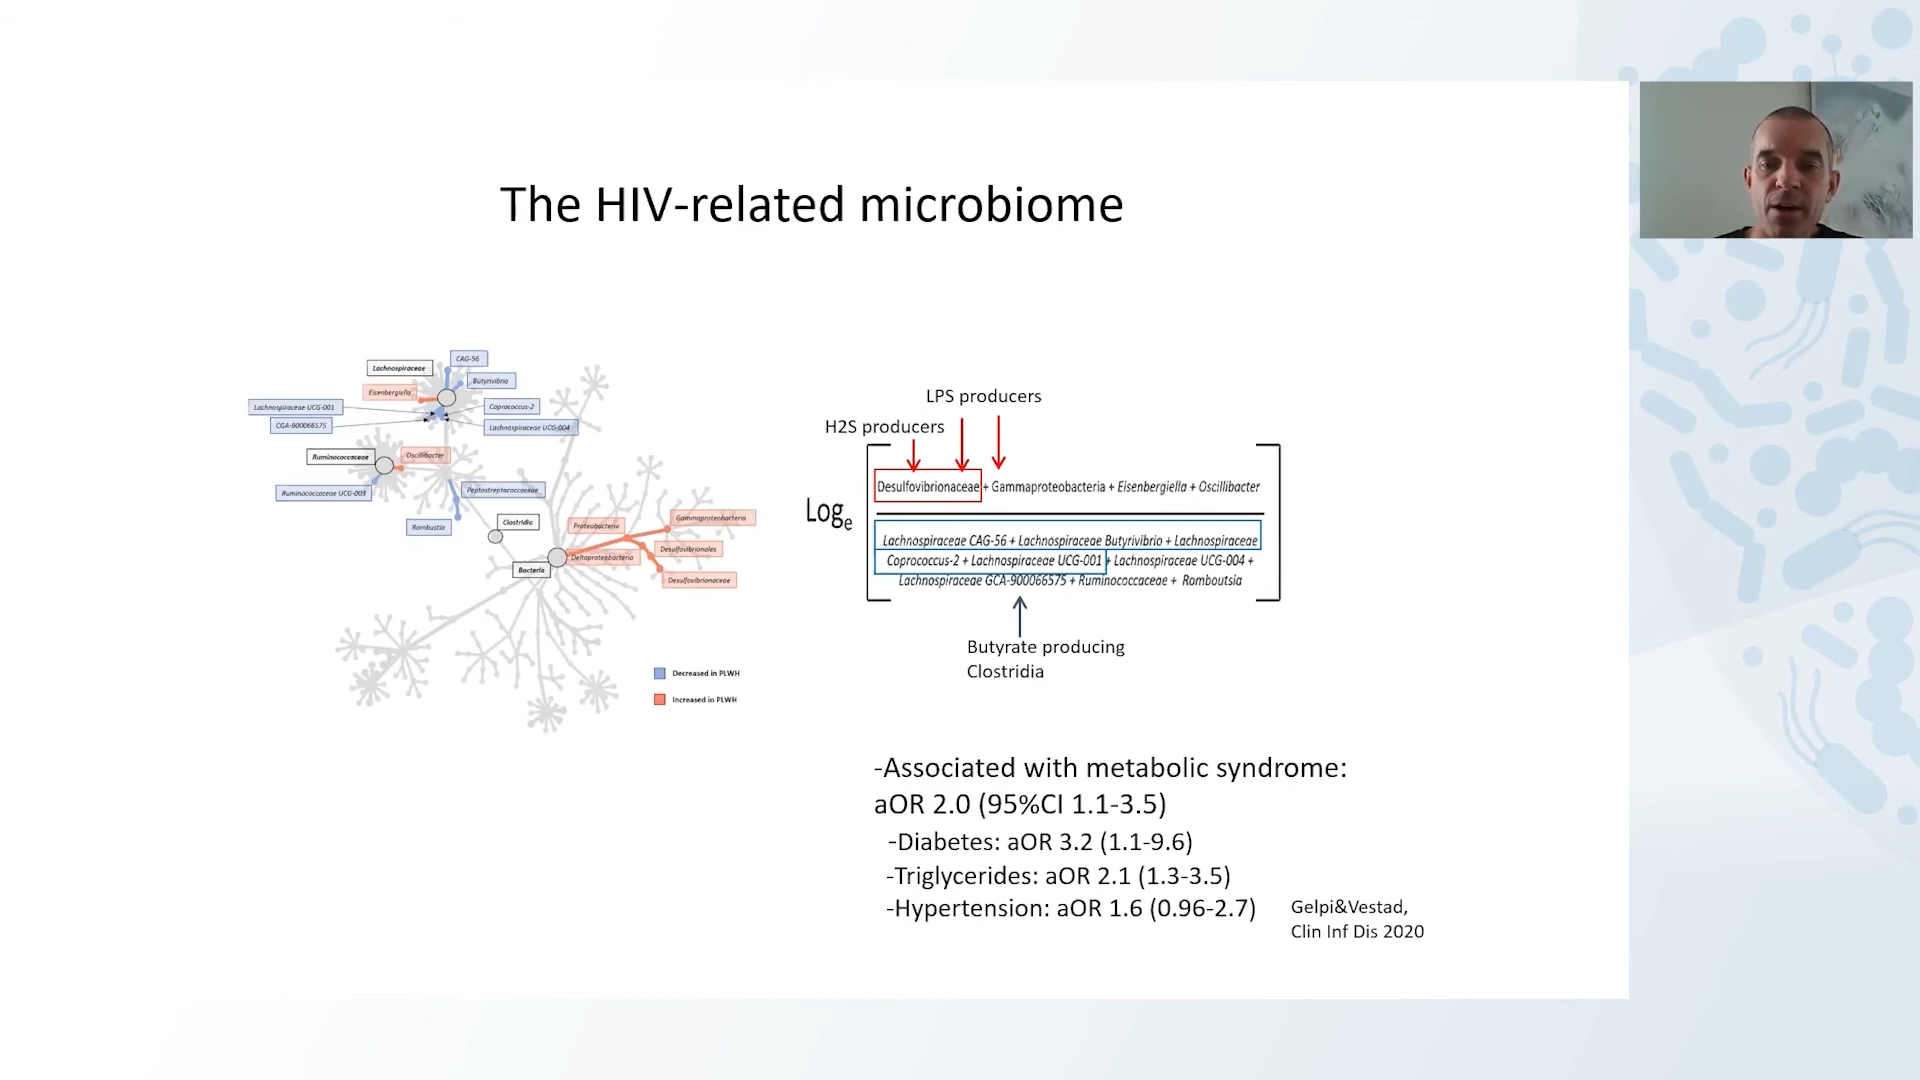 The HIV-related microbiome
CAG-56
Lachnospiraceae
Butyrivibrio
Eisenbergiella
Lachnospiraceae UCG-001
Coprococcus-2
CGA-900066575
Lachnospiraceae UCG-004
Ruminococcaceae
Oscillibacter
Ruminococcaceae UCG-003
Peptostreptococcaceae
Rombustia
Clostridia
Proteobacteria
Gammaproteobacteria
Desulfovibrionales
Deltaproteobacteria
Bacteria
Desulfovibrionaceae
Decreased in PLWH
Increased in PLWH
LPS producers
H2S producers
Desulfovibrionaceae + Gammaproteobacteria + Eisenbergiella + Oscillibacter
Loge
Lachnospiraceae CAG-56 + Lachnospiraceae Butyrivibrio + Lachnospiraceae
Coprococcus-2 + Lachnospiraceae UCG-001 + Lachnospiraceae UCG-004 +
Lachnospiraceae GCA-900066575 + Ruminococcaceae + Romboutsia
Butyrate producing
Clostridia
-Associated with metabolic syndrome:
aOR 2.0 (95%CI 1.1-3.5)
-Diabetes: aOR 3.2 (1.1-9.6)
-Triglycerides: aOR 2.1 (1.3-3.5)
-Hypertension: aOR 1.6 (0.96-2.7)
Gelpi&Vestad,
Clin Inf Dis 2020